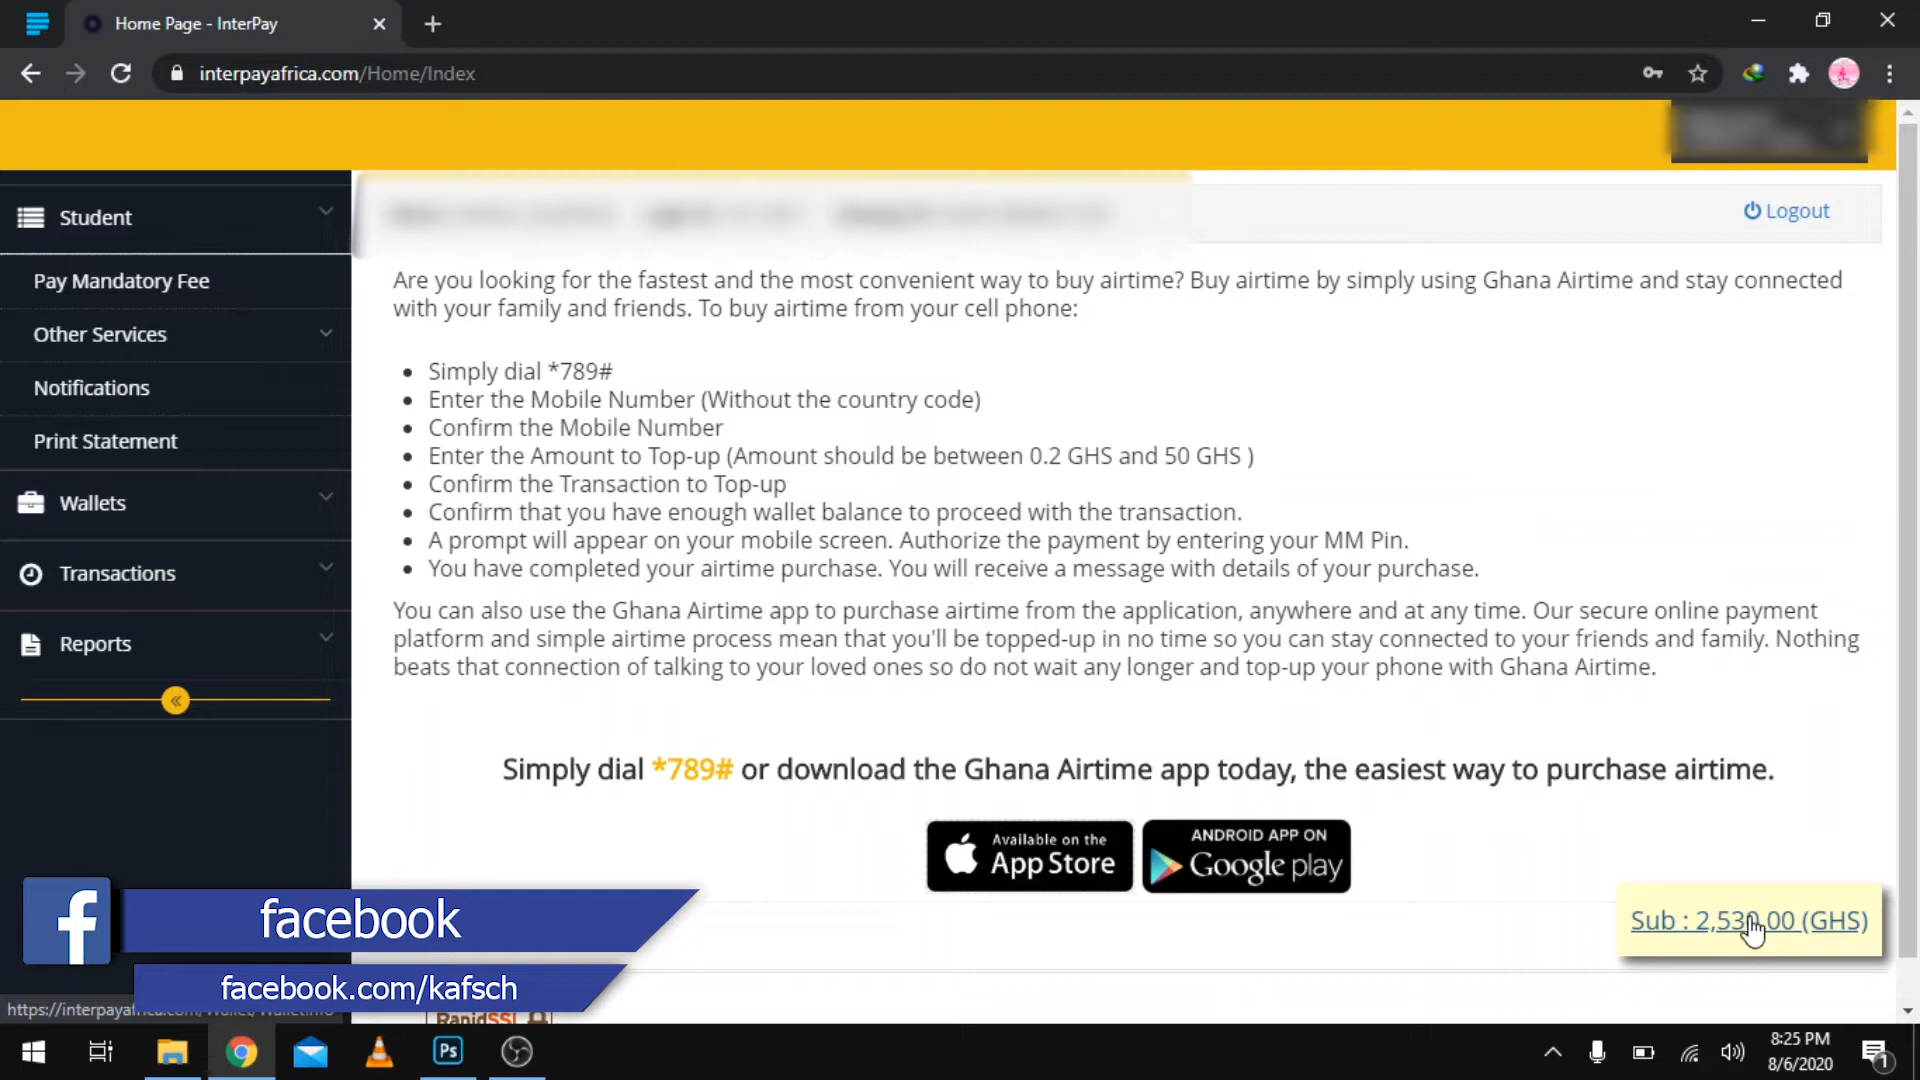 Home Page - InterPay
interpayafrica.com/Home/Index
Logout
Student
Pay Mandatory Fee
Other Services
Notifications
Print Statement
Wallets
Transactions
Reports
Are you looking for the fastest and the most convenient way to buy airtime? Buy airtime by simply using Ghana Airtime and stay connected
with your family and friends. To buy airtime from your cell phone:
Simply dial *789#
Enter the Mobile Number (Without the country code)
Confirm the Mobile Number
Enter the Amount to Top-up (Amount should be between 0.2 GHS and 50 GHS )
Confirm the Transaction to Top-up
Confirm that you have enough wallet balance to proceed with the transaction.
A prompt will appear on your mobile screen. Authorize the payment by entering your MM Pin.
You have completed your airtime purchase. You will receive a message with details of your purchase.
You can also use the Ghana Airtime app to purchase airtime from the application, anywhere and at any time. Our secure online payment
platform and simple airtime process mean that you'll be topped-up in no time so you can stay connected to your friends and family. Nothing
beats that connection of talking to your loved ones so do not wait any longer and top-up your phone with Ghana Airtime.
Simply dial *789# or download the Ghana Airtime app today, the easiest way to purchase airtime.
Available on the
App Store
ANDROID APP ON
Google play
Sub : 2,530.00 (GHS)
facebook
facebook.com/kafsch
RapidSSL
Ps
8:25 PM
8/6/2020
1